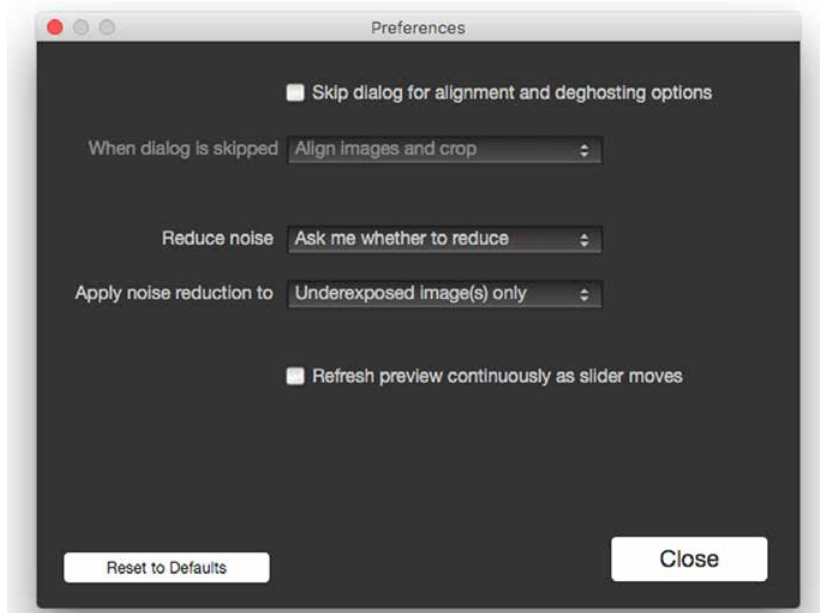 Preferences
Skip dialog for alignment and deghosting options
When dialog is skipped Align images and crop
Reduce noise Ask me whether to reduce
Apply noise reduction to Underexposed image(s) only
Refresh preview continuously as slider moves
Reset to Defaults Close